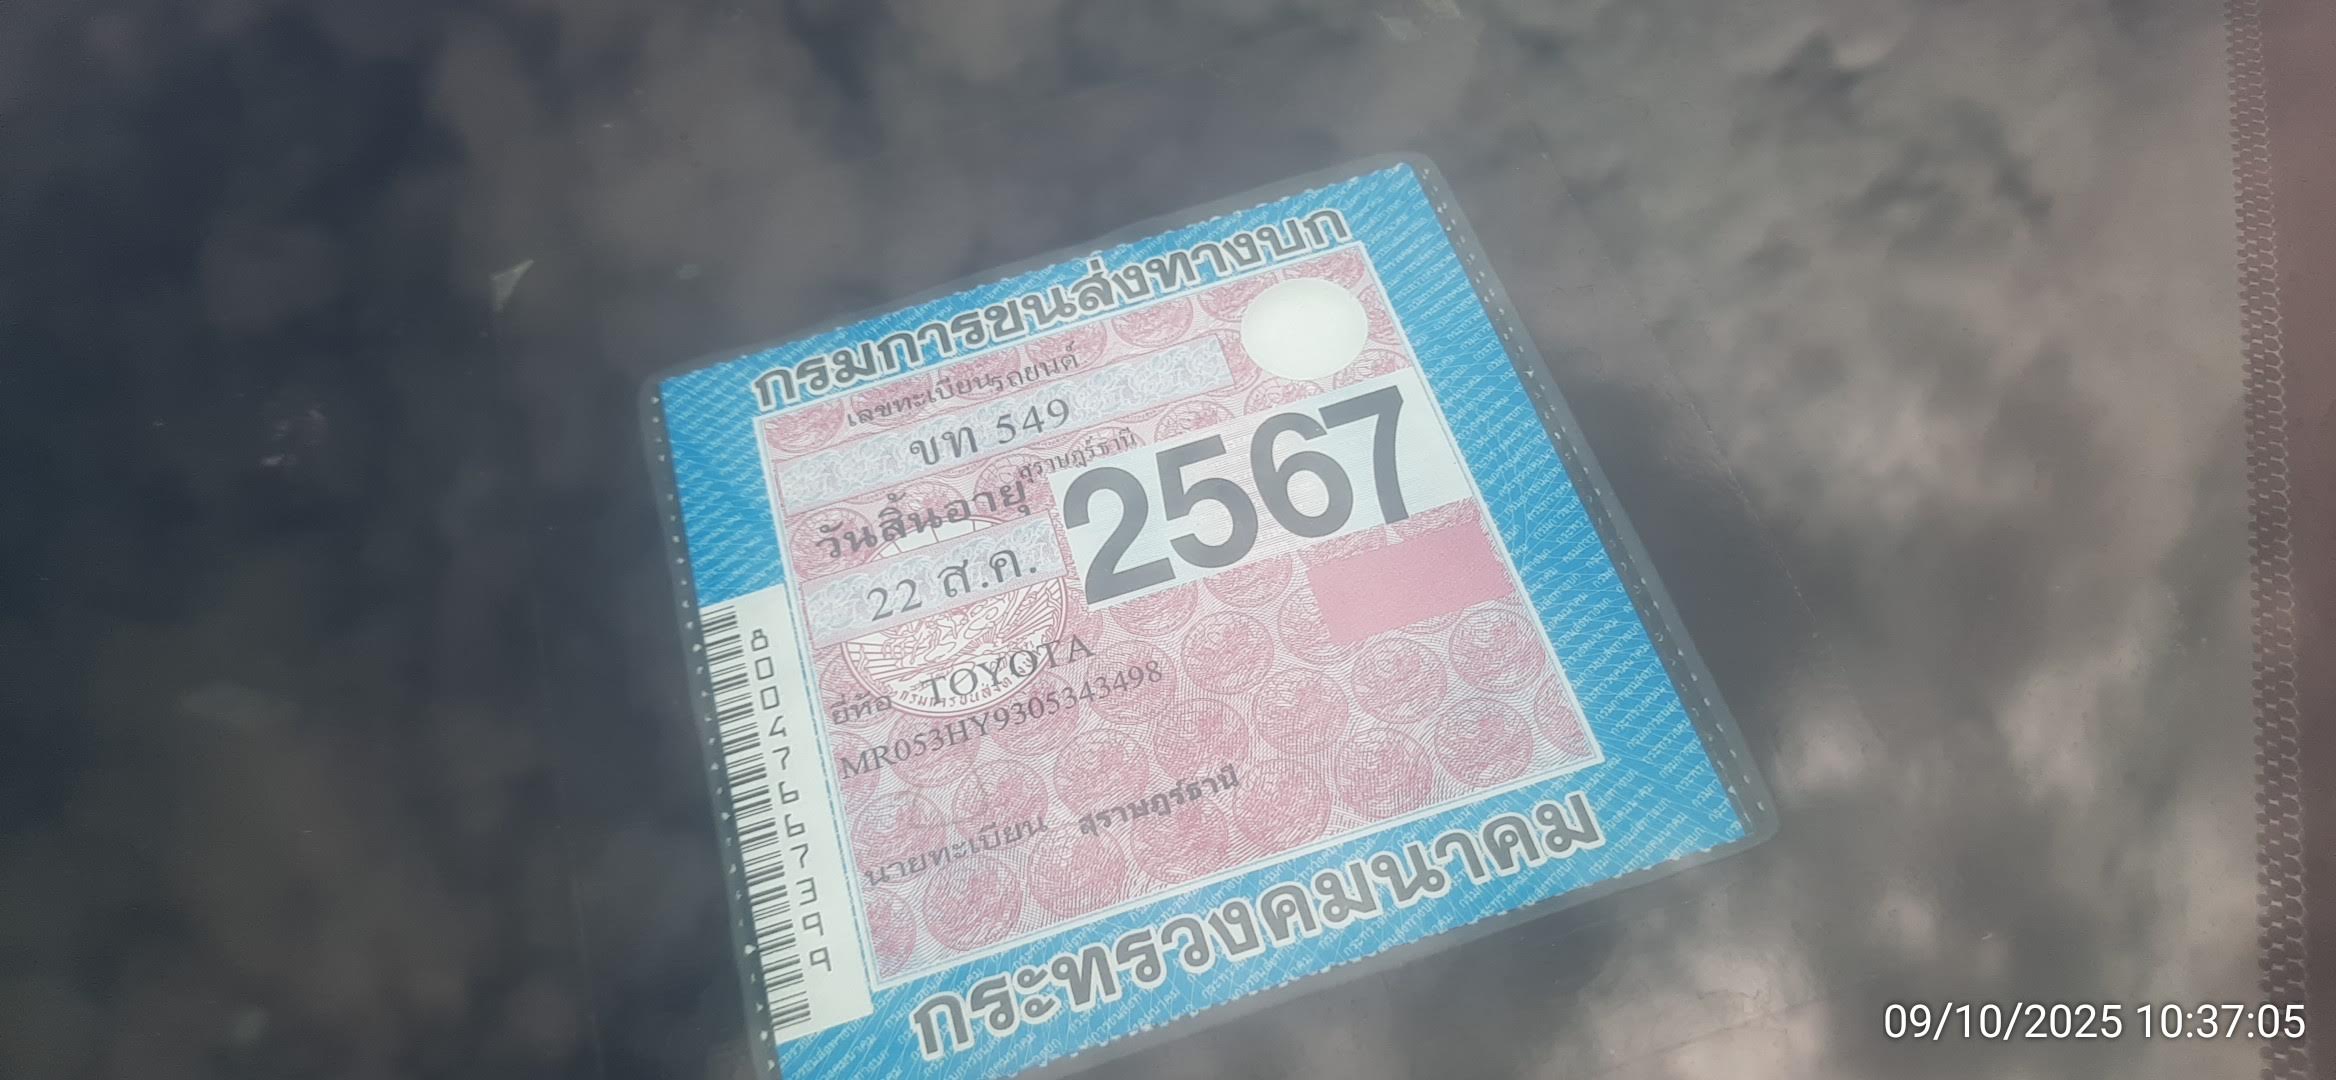 กรมการขนส่งทางบก
เลขทะเบียนรถยนต์
ขท 549
สุราษฎร์ธานี
วันสิ้นอายุ
2567
22 ส.ค.
ยี่ห้อ TOYOTA
MR053HY9305343498
นายทะเบียน สุราษฎร์ธานี
กระทรวงคมนาคม
8004766767399
09/10/2025 10:37:05